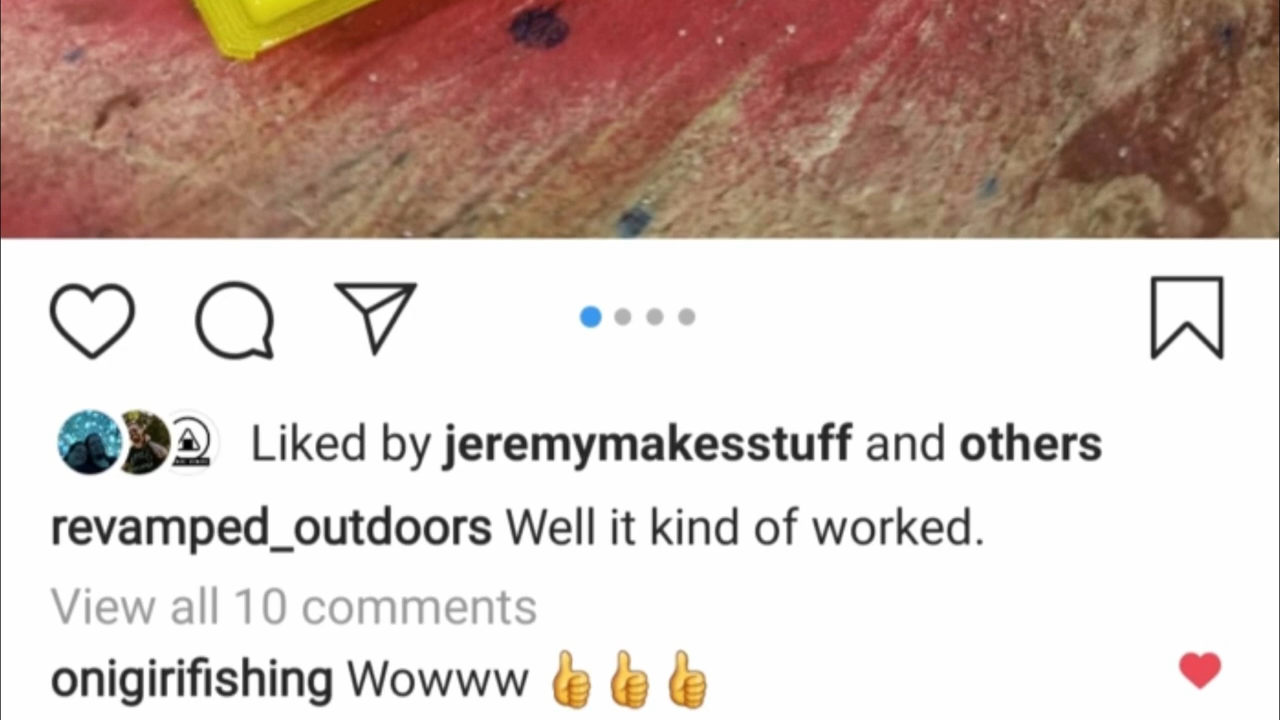 Liked by jeremymakesstuff and others
revamped_outdoors Well it kind of worked.
View all 10 comments
onigirifishing Wowww 👍👍👍